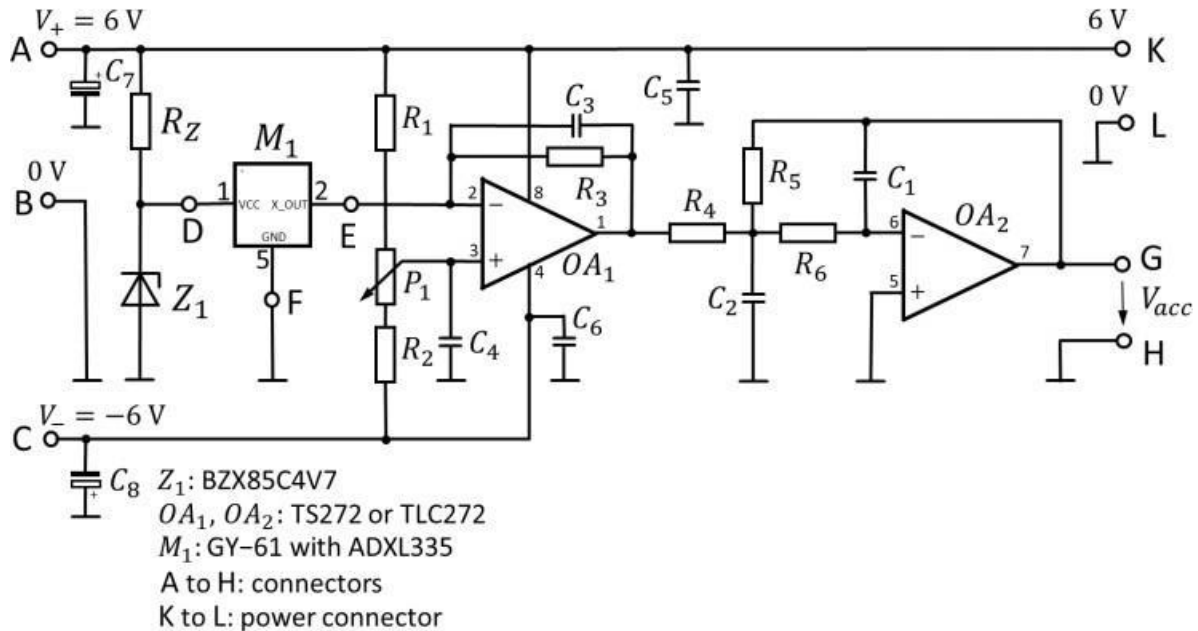 V₊ = 6 V
6 V
A
K
C₇
C₅
C₃
0 V
L
R_Z
R₁
M₁
R₃
R₅
C₁
0 V
B
1
VCC
X_OUT
2
2
−
8
1
R₄
6
−
OA₂
7
GND
D
E
3
+
4
OA₁
R₆
5
+
G
5
F
P₁
C₂
V_acc
Z₁
C₆
H
R₂
C₄
V₋ = −6 V
C
+
C₈
+
Z₁: BZX85C4V7
OA₁, OA₂: TS272 or TLC272
M₁: GY−61 with ADXL335
A to H: connectors
K to L: power connector